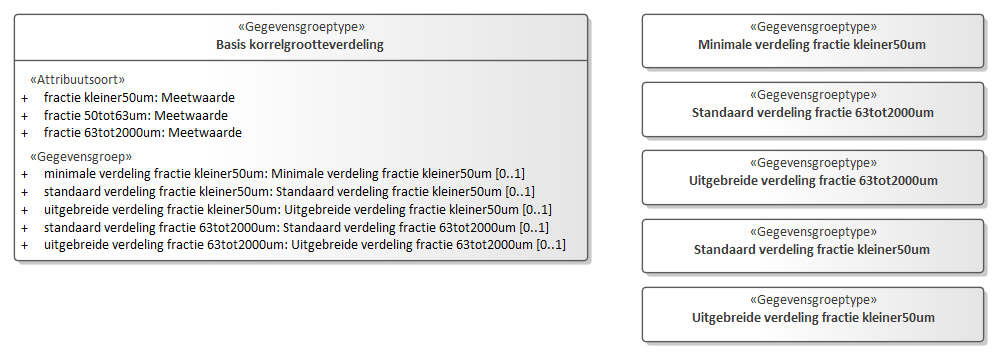 «Gegevensgroeptype»
Basis korrelgrootteverdeling
«Attribuutsoort»
+ fractie kleiner50um: Meetwaarde
+ fractie 50tot63um: Meetwaarde
+ fractie 63tot2000um: Meetwaarde
«Gegevensgroep»
+ minimale verdeling fractie kleiner50um: Minimale verdeling fractie kleiner50um [0..1]
+ standaard verdeling fractie kleiner50um: Standaard verdeling fractie kleiner50um [0..1]
+ uitgebreide verdeling fractie kleiner50um: Uitgebreide verdeling fractie kleiner50um [0..1]
+ standaard verdeling fractie 63tot2000um: Standaard verdeling fractie 63tot2000um [0..1]
+ uitgebreide verdeling fractie 63tot2000um: Uitgebreide verdeling fractie 63tot2000um [0..1]
«Gegevensgroeptype»
Minimale verdeling fractie kleiner50um
«Gegevensgroeptype»
Standaard verdeling fractie 63tot2000um
«Gegevensgroeptype»
Uitgebreide verdeling fractie 63tot2000um
«Gegevensgroeptype»
Standaard verdeling fractie kleiner50um
«Gegevensgroeptype»
Uitgebreide verdeling fractie kleiner50um